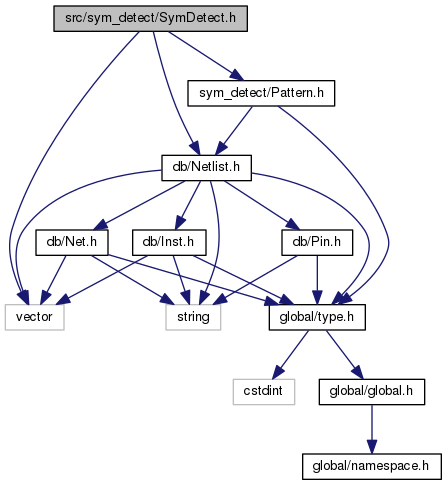 src/sym_detect/SymDetect.h
sym_detect/Pattern.h
db/Netlist.h
db/Net.h
db/Inst.h
db/Pin.h
vector
string
global/type.h
cstdint
global/global.h
global/namespace.h